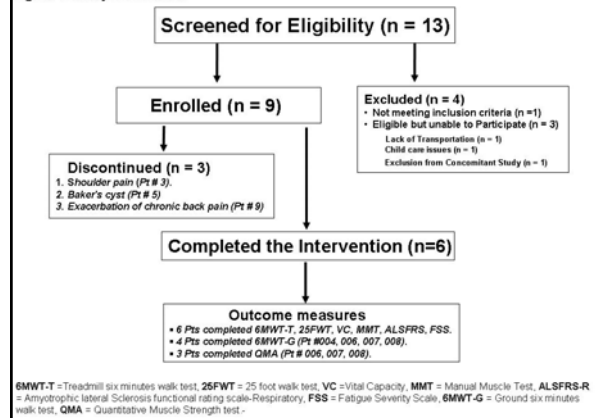 Screened for Eligibility (n = 13)
Enrolled (n = 9)
Excluded (n = 4)
• Not meeting inclusion criteria (n =1)
• Eligible but unable to Participate (n = 3)
Lack of Transportation (n = 1)
Child care issues (n = 1)
Exclusion from Concomitant Study (n = 1)
Discontinued (n = 3)
1. Shoulder pain (Pt # 3).
2. Baker's cyst (Pt # 5)
3. Exacerbation of chronic back pain (Pt # 9)
Completed the Intervention (n=6)
Outcome measures
▪ 6 Pts completed 6MWT-T, 25FWT, VC, MMT, ALSFRS, FSS.
▪ 4 Pts completed 6MWT-G (Pt #004, 006, 007, 008).
▪ 3 Pts completed QMA (Pt # 006, 007, 008).
6MWT-T =Treadmill six minutes walk test, 25FWT = 25 foot walk test, VC =Vital Capacity, MMT = Manual Muscle Test, ALSFRS-R
= Amyotrophic lateral Sclerosis functional rating scale-Respiratory, FSS = Fatigue Severity Scale, 6MWT-G = Ground six minutes
walk test, QMA = Quantitative Muscle Strength test.-